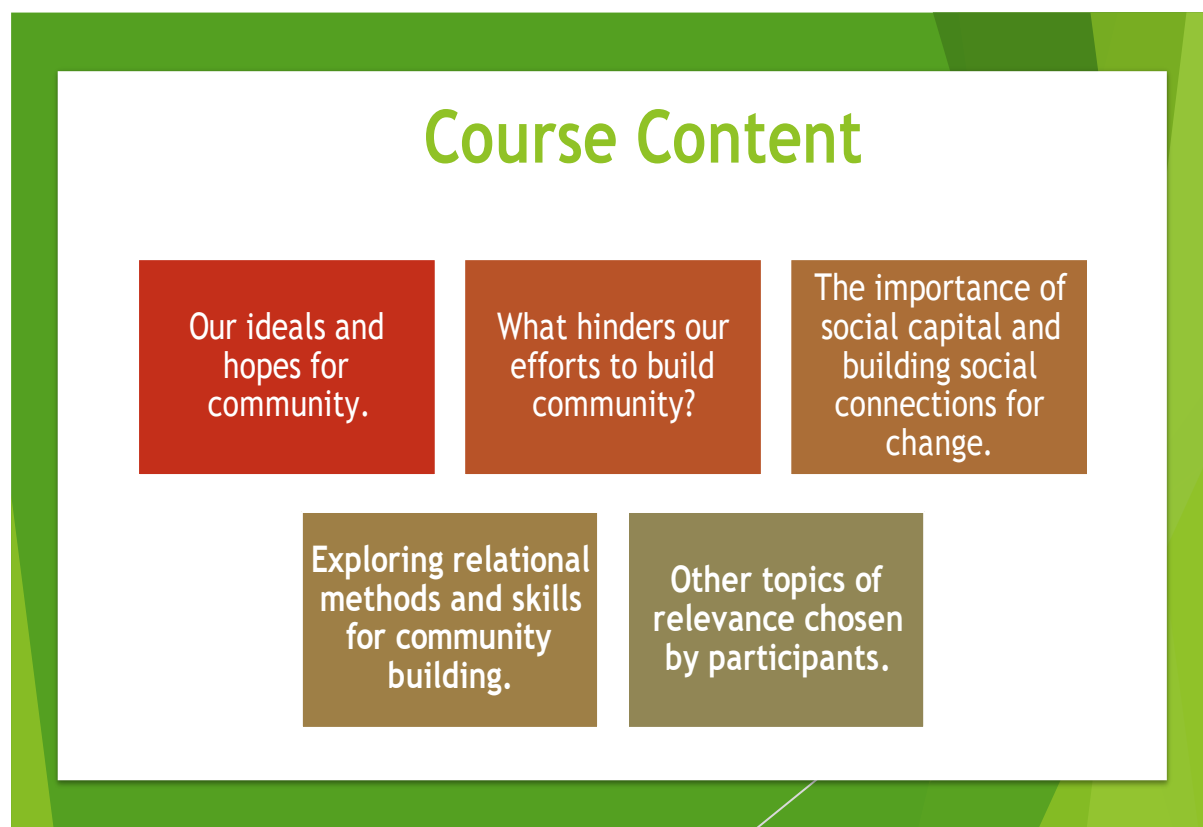 Course Content
Our ideals and
hopes for
community.
What hinders our
efforts to build
community?
The importance of
social capital and
building social
connections for
change.
Exploring relational
methods and skills
for community
building.
Other topics of
relevance chosen
by participants.